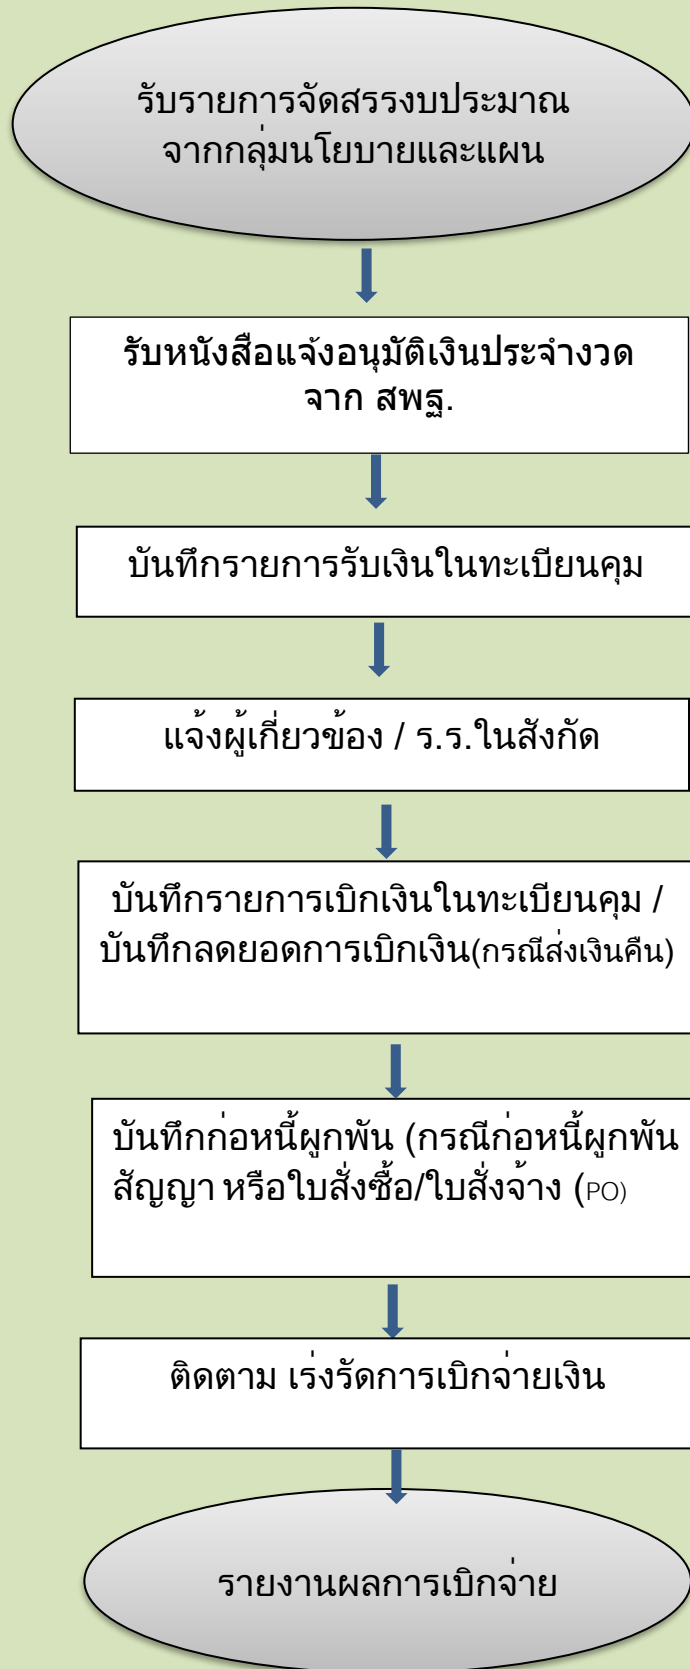 รับรายการจัดสรรงบประมาณ
จากกลุ่มนโยบายและแผน
รับหนังสือแจ้งอนุมัติเงินประจำงวด
จาก สพฐ.
บันทึกรายการรับเงินในทะเบียนคุม
แจ้งผู้เกี่ยวข้อง / ร.ร.ในสังกัด
บันทึกรายการเบิกเงินในทะเบียนคุม /
บันทึกลดยอดการเบิกเงิน(กรณีส่งเงินคืน)
บันทึกก่อหนี้ผูกพัน (กรณีก่อหนี้ผูกพัน
สัญญา หรือใบสั่งซื้อ/ใบสั่งจ้าง (PO)
ติดตาม เร่งรัดการเบิกจ่ายเงิน
รายงานผลการเบิกจ่าย